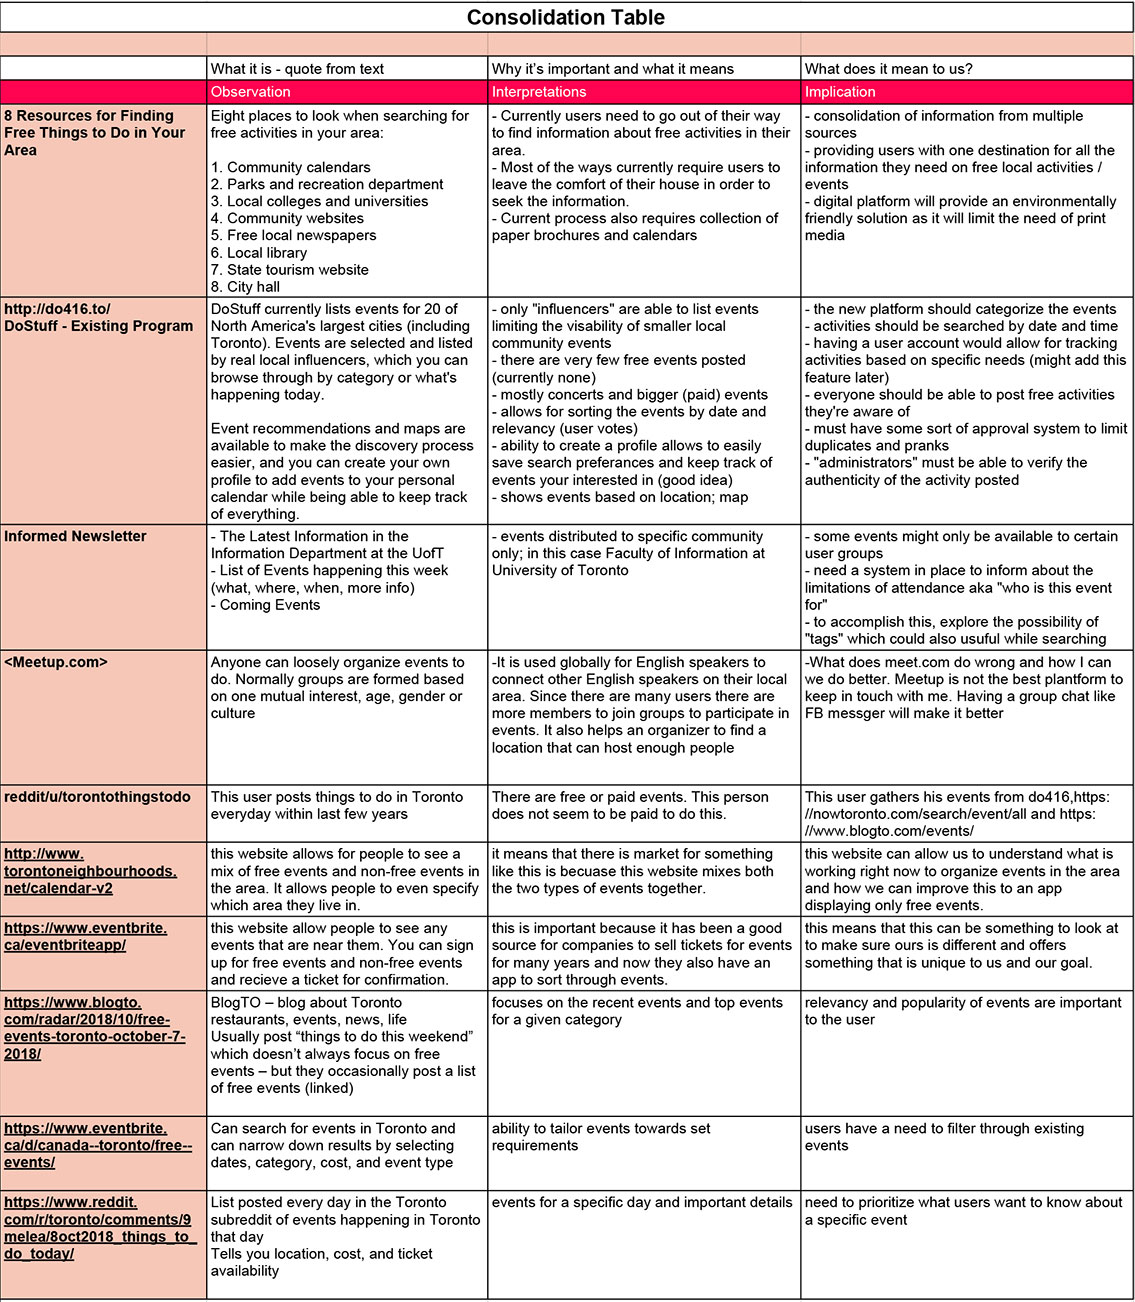 Consolidation Table
What it is - quote from text
Why it's important and what it means
What does it mean to us?
Observation
Interpretations
Implication
8 Resources for Finding
Free Things to Do in Your
Area
Eight places to look when searching for
free activities in your area:
1. Community calendars
2. Parks and recreation department
3. Local colleges and universities
4. Community websites
5. Free local newspapers
6. Local library
7. State tourism website
8. City hall
- Currently users need to go out of their way
to find information about free activities in their
area.
- Most of the ways currently require users to
leave the comfort of their house in order to
seek the information.
- Current process also requires collection of
paper brochures and calendars
- consolidation of information from multiple
sources
- providing users with one destination for all the
information they need on free local activities /
events
- digital platform will provide an environmentally
friendly solution as it will limit the need of print
media
http://do416.to/
DoStuff - Existing Program
DoStuff currently lists events for 20 of
North America's largest cities (including
Toronto). Events are selected and listed
by real local influencers, which you can
browse through by category or what's
happening today.
Event recommendations and maps are
available to make the discovery process
easier, and you can create your own
profile to add events to your personal
calendar while being able to keep track
of everything.
- only "influencers" are able to list events
limiting the visability of smaller local
community events
- there are very few free events posted
(currently none)
- mostly concerts and bigger (paid) events
- allows for sorting the events by date and
relevancy (user votes)
- ability to create a profile allows to easily
save search preferances and keep track of
events your interested in (good idea)
- shows events based on location; map
- the new platform should categorize the events
- activities should be searched by date and time
- having a user account would allow for tracking
activities based on specific needs (might add this
feature later)
- everyone should be able to post free activities
they're aware of
- must have some sort of approval system to limit
duplicates and pranks
- "administrators" must be able to verify the
authenticity of the activity posted
Informed Newsletter
- The Latest Information in the
Information Department at the UofT
- List of Events happening this week
(what, where, when, more info)
- Coming Events
- events distributed to specific community
only; in this case Faculty of Information at
University of Toronto
- some events might only be available to certain
user groups
- need a system in place to inform about the
limitations of attendance aka "who is this event
for"
- to accomplish this, explore the possibility of
"tags" which could also usuful while searching
<Meetup.com>
Anyone can loosely organize events to
do. Normally groups are formed based
on one mutual interest, age, gender or
culture
-It is used globally for English speakers to
connect other English speakers on their local
area. Since there are many users there are
more members to join groups to participate in
events. It also helps an organizer to find a
location that can host enough people
-What does meet.com do wrong and how I can
we do better. Meetup is not the best plantform to
keep in touch with me. Having a group chat like
FB messger will make it better
reddit/u/torontothingstodo
This user posts things to do in Toronto
everyday within last few years
There are free or paid events. This person
does not seem to be paid to do this.
This user gathers his events from do416,https:
//nowtoronto.com/search/event/all and https:
//www.blogto.com/events/
http://www.
torontoneighbourhoods.
net/calendar-v2
this website allows for people to see a
mix of free events and non-free events in
the area. It allows people to even specify
which area they live in.
it means that there is market for something
like this is becuase this website mixes both
the two types of events together.
this website can allow us to understand what is
working right now to organize events in the area
and how we can improve this to an app
displaying only free events.
https://www.eventbrite.
ca/eventbriteapp/
this website allow people to see any
events that are near them. You can sign
up for free events and non-free events
and recieve a ticket for confirmation.
this is important because it has been a good
source for companies to sell tickets for events
for many years and now they also have an
app to sort through events.
this means that this can be something to look at
to make sure ours is different and offers
something that is unique to us and our goal.
https://www.blogto.
com/radar/2018/10/free-
events-toronto-october-7-
2018/
BlogTO – blog about Toronto
restaurants, events, news, life
Usually post “things to do this weekend”
which doesn’t always focus on free
events – but they occasionally post a list
of free events (linked)
focuses on the recent events and top events
for a given category
relevancy and popularity of events are important
to the user
https://www.eventbrite.
ca/d/canada--toronto/free--
events/
Can search for events in Toronto and
can narrow down results by selecting
dates, category, cost, and event type
ability to tailor events towards set
requirements
users have a need to filter through existing
events
https://www.reddit.
com/r/toronto/comments/9
melea/8oct2018_things_to_
do_today/
List posted every day in the Toronto
subreddit of events happening in Toronto
that day
Tells you location, cost, and ticket
availability
events for a specific day and important details
need to prioritize what users want to know about
a specific event